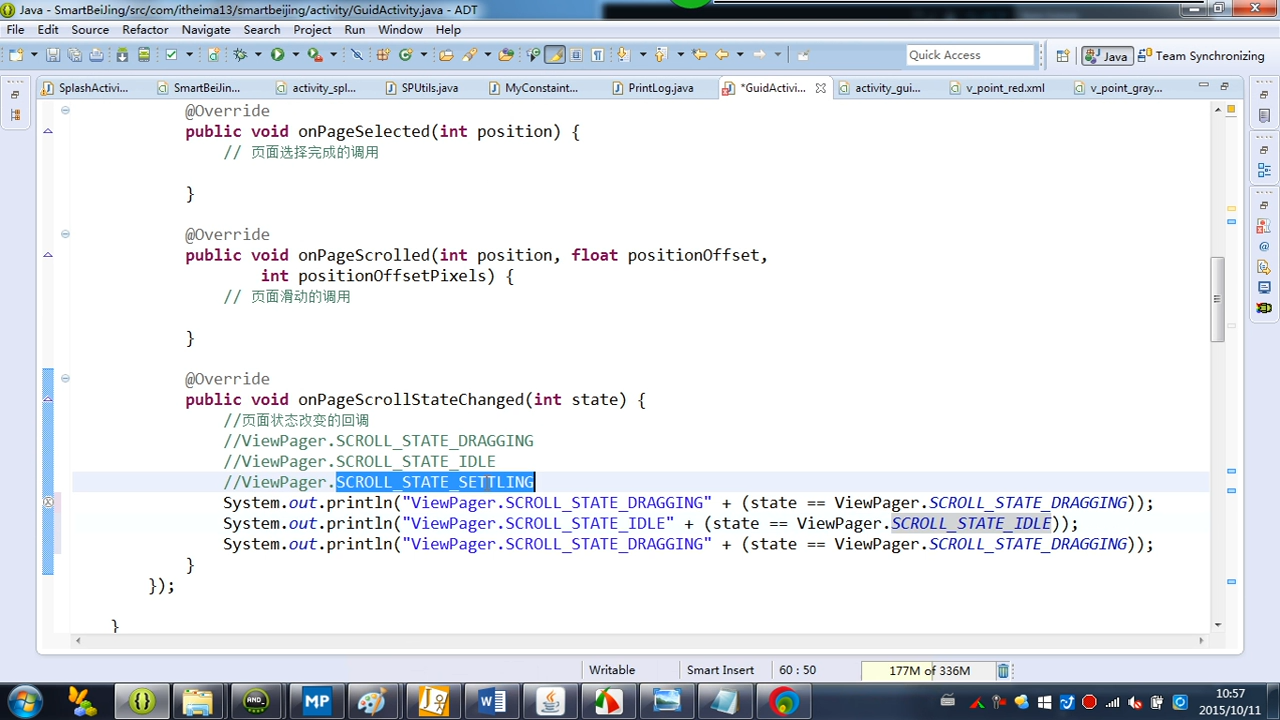 Java - SmartBeiJing/src/com/itheima13/smartbeijing/activity/GuidActivity.java - ADT
File Edit Source Refactor Navigate Search Project Run Window Help
Quick Access
Java
Team Synchronizing
SplashActivi...
SmartBeiJin...
activity_spl...
SPUtils.java
MyConstaint...
PrintLog.java
*GuidActivi...
activity_gui...
v_point_red.xml
v_point_gray...
@Override
public void onPageSelected(int position) {
// 页面选择完成的调用
}
@Override
public void onPageScrolled(int position, float positionOffset,
int positionOffsetPixels) {
// 页面滑动的调用
}
@Override
public void onPageScrollStateChanged(int state) {
//页面状态改变的回调
//ViewPager.SCROLL_STATE_DRAGGING
//ViewPager.SCROLL_STATE_IDLE
//ViewPager.SCROLL_STATE_SETTLING
System.out.println("ViewPager.SCROLL_STATE_DRAGGING" + (state == ViewPager.SCROLL_STATE_DRAGGING));
System.out.println("ViewPager.SCROLL_STATE_IDLE" + (state == ViewPager.SCROLL_STATE_IDLE));
System.out.println("ViewPager.SCROLL_STATE_DRAGGING" + (state == ViewPager.SCROLL_STATE_DRAGGING));
}
});
}
Writable
Smart Insert
60 : 50
177M of 336M
MP
10:57
2015/10/11